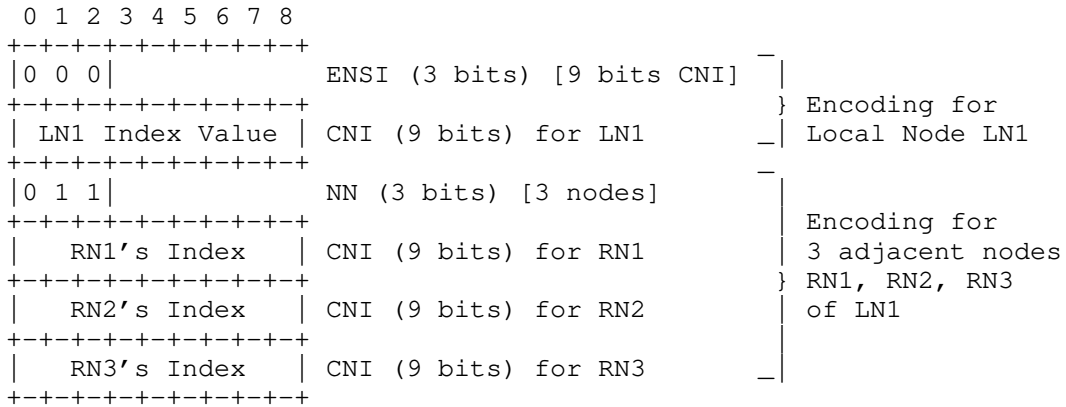 0 1 2 3 4 5 6 7 8
+-+-+-+-+-+-+-+-+-+                            _
|0 0 0|             ENSI (3 bits) [9 bits CNI]  |
+-+-+-+-+-+-+-+-+-+                             } Encoding for
| LN1 Index Value | CNI (9 bits) for LN1       _| Local Node LN1
+-+-+-+-+-+-+-+-+-+                            _
|0 1 1|             NN (3 bits) [3 nodes]       |
+-+-+-+-+-+-+-+-+-+                             | Encoding for
|   RN1’s Index   | CNI (9 bits) for RN1        | 3 adjacent nodes
+-+-+-+-+-+-+-+-+-+                             } RN1, RN2, RN3
|   RN2’s Index   | CNI (9 bits) for RN2        | of LN1
+-+-+-+-+-+-+-+-+-+                             |
|   RN3’s Index   | CNI (9 bits) for RN3       _|
+-+-+-+-+-+-+-+-+-+